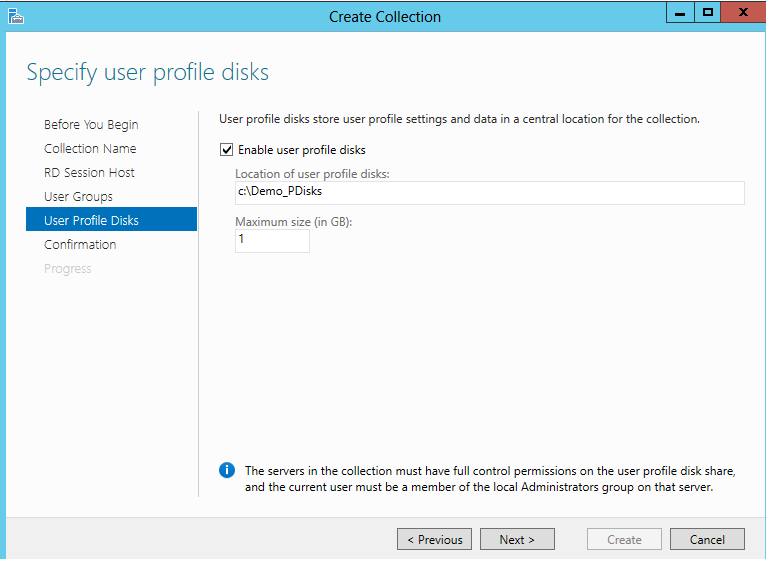 Create Collection
Specify user profile disks
Before You Begin
Collection Name
RD Session Host
User Groups
User Profile Disks
Confirmation
Progress
User profile disks store user profile settings and data in a central location for the collection.
Enable user profile disks
Location of user profile disks:
c:\Demo_PDisks
Maximum size (in GB):
1
The servers in the collection must have full control permissions on the user profile disk share,
and the current user must be a member of the local Administrators group on that server.
< Previous
Next >
Create
Cancel